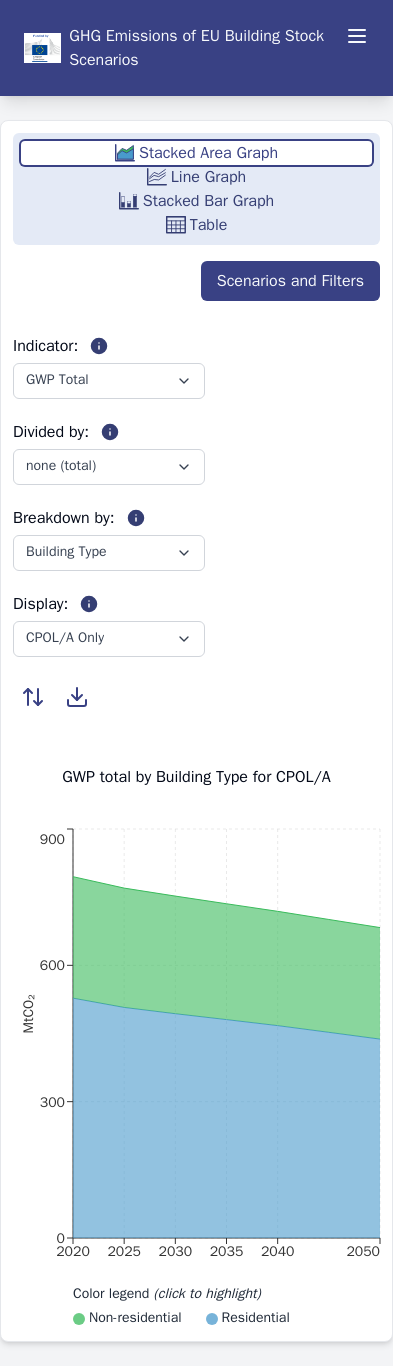 GHG Emissions of EU Building Stock
Scenarios
Stacked Area Graph
Line Graph
Stacked Bar Graph
Table
Scenarios and Filters
Indicator:
GWP Total
Divided by:
none (total)
Breakdown by:
Building Type
Display:
CPOL/A Only
GWP total by Building Type for CPOL/A
900
600
300
0
MtCO₂
2020 2025 2030 2035 2040 2050
Color legend (click to highlight)
Non-residential Residential